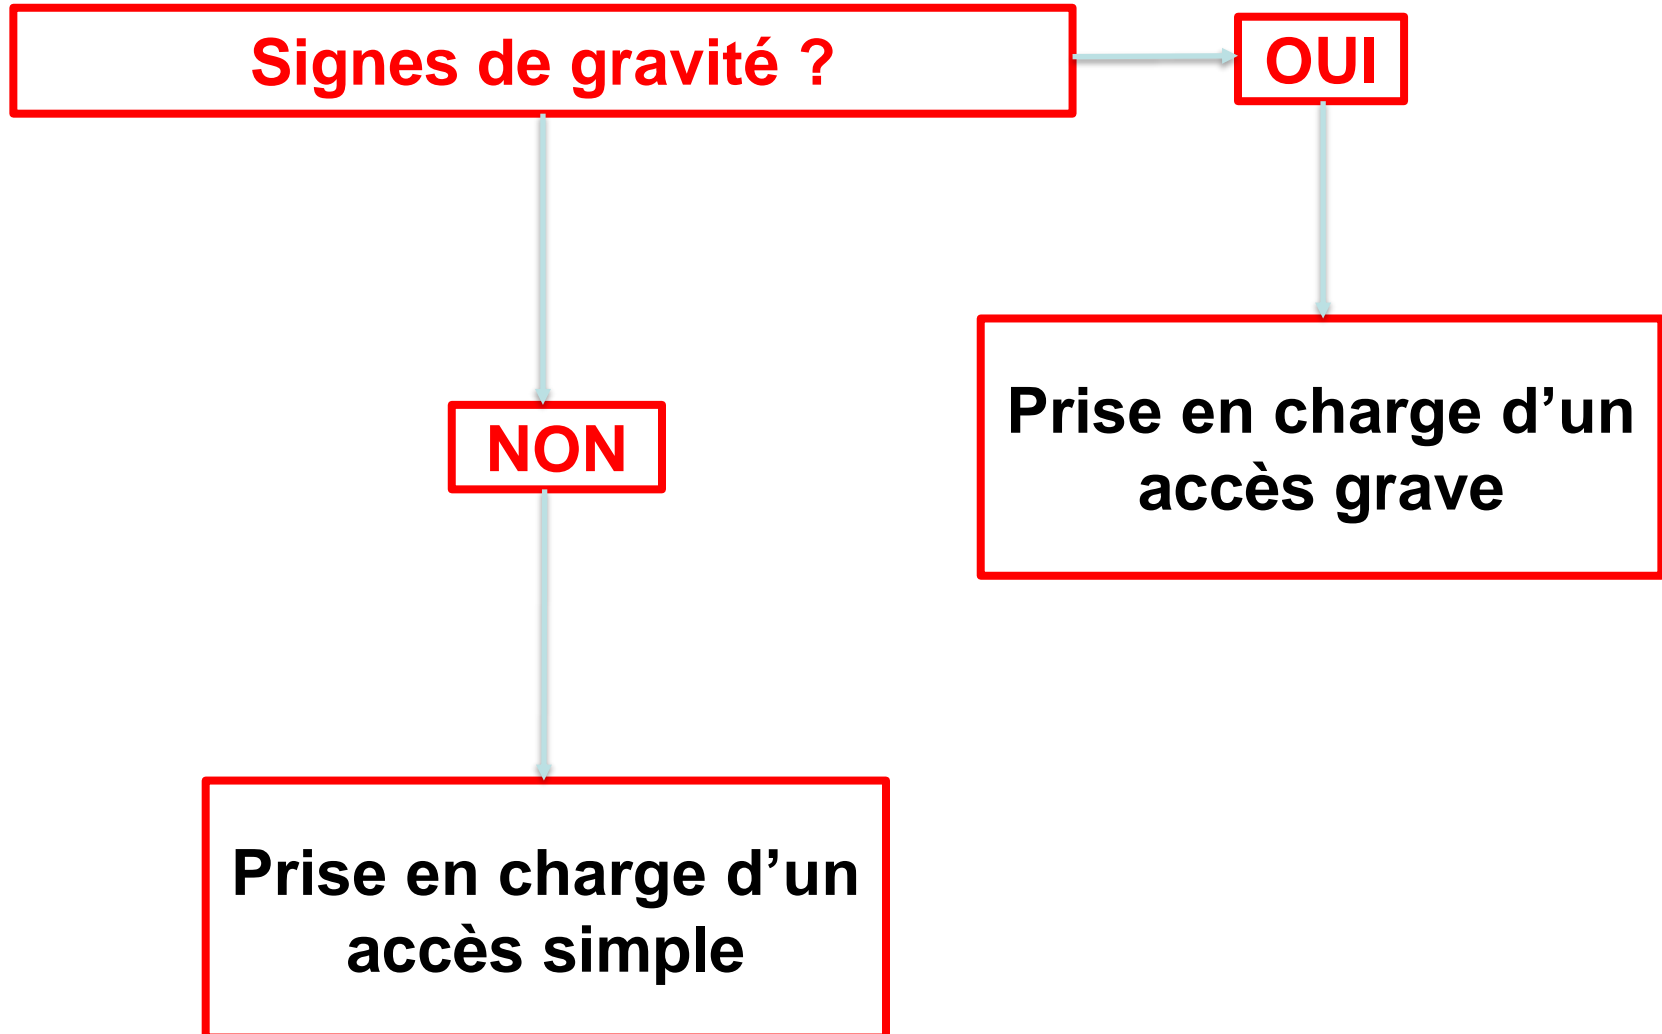 Signes de gravité ?
OUI
Prise en charge d’un
accès grave
NON
Prise en charge d’un
accès simple